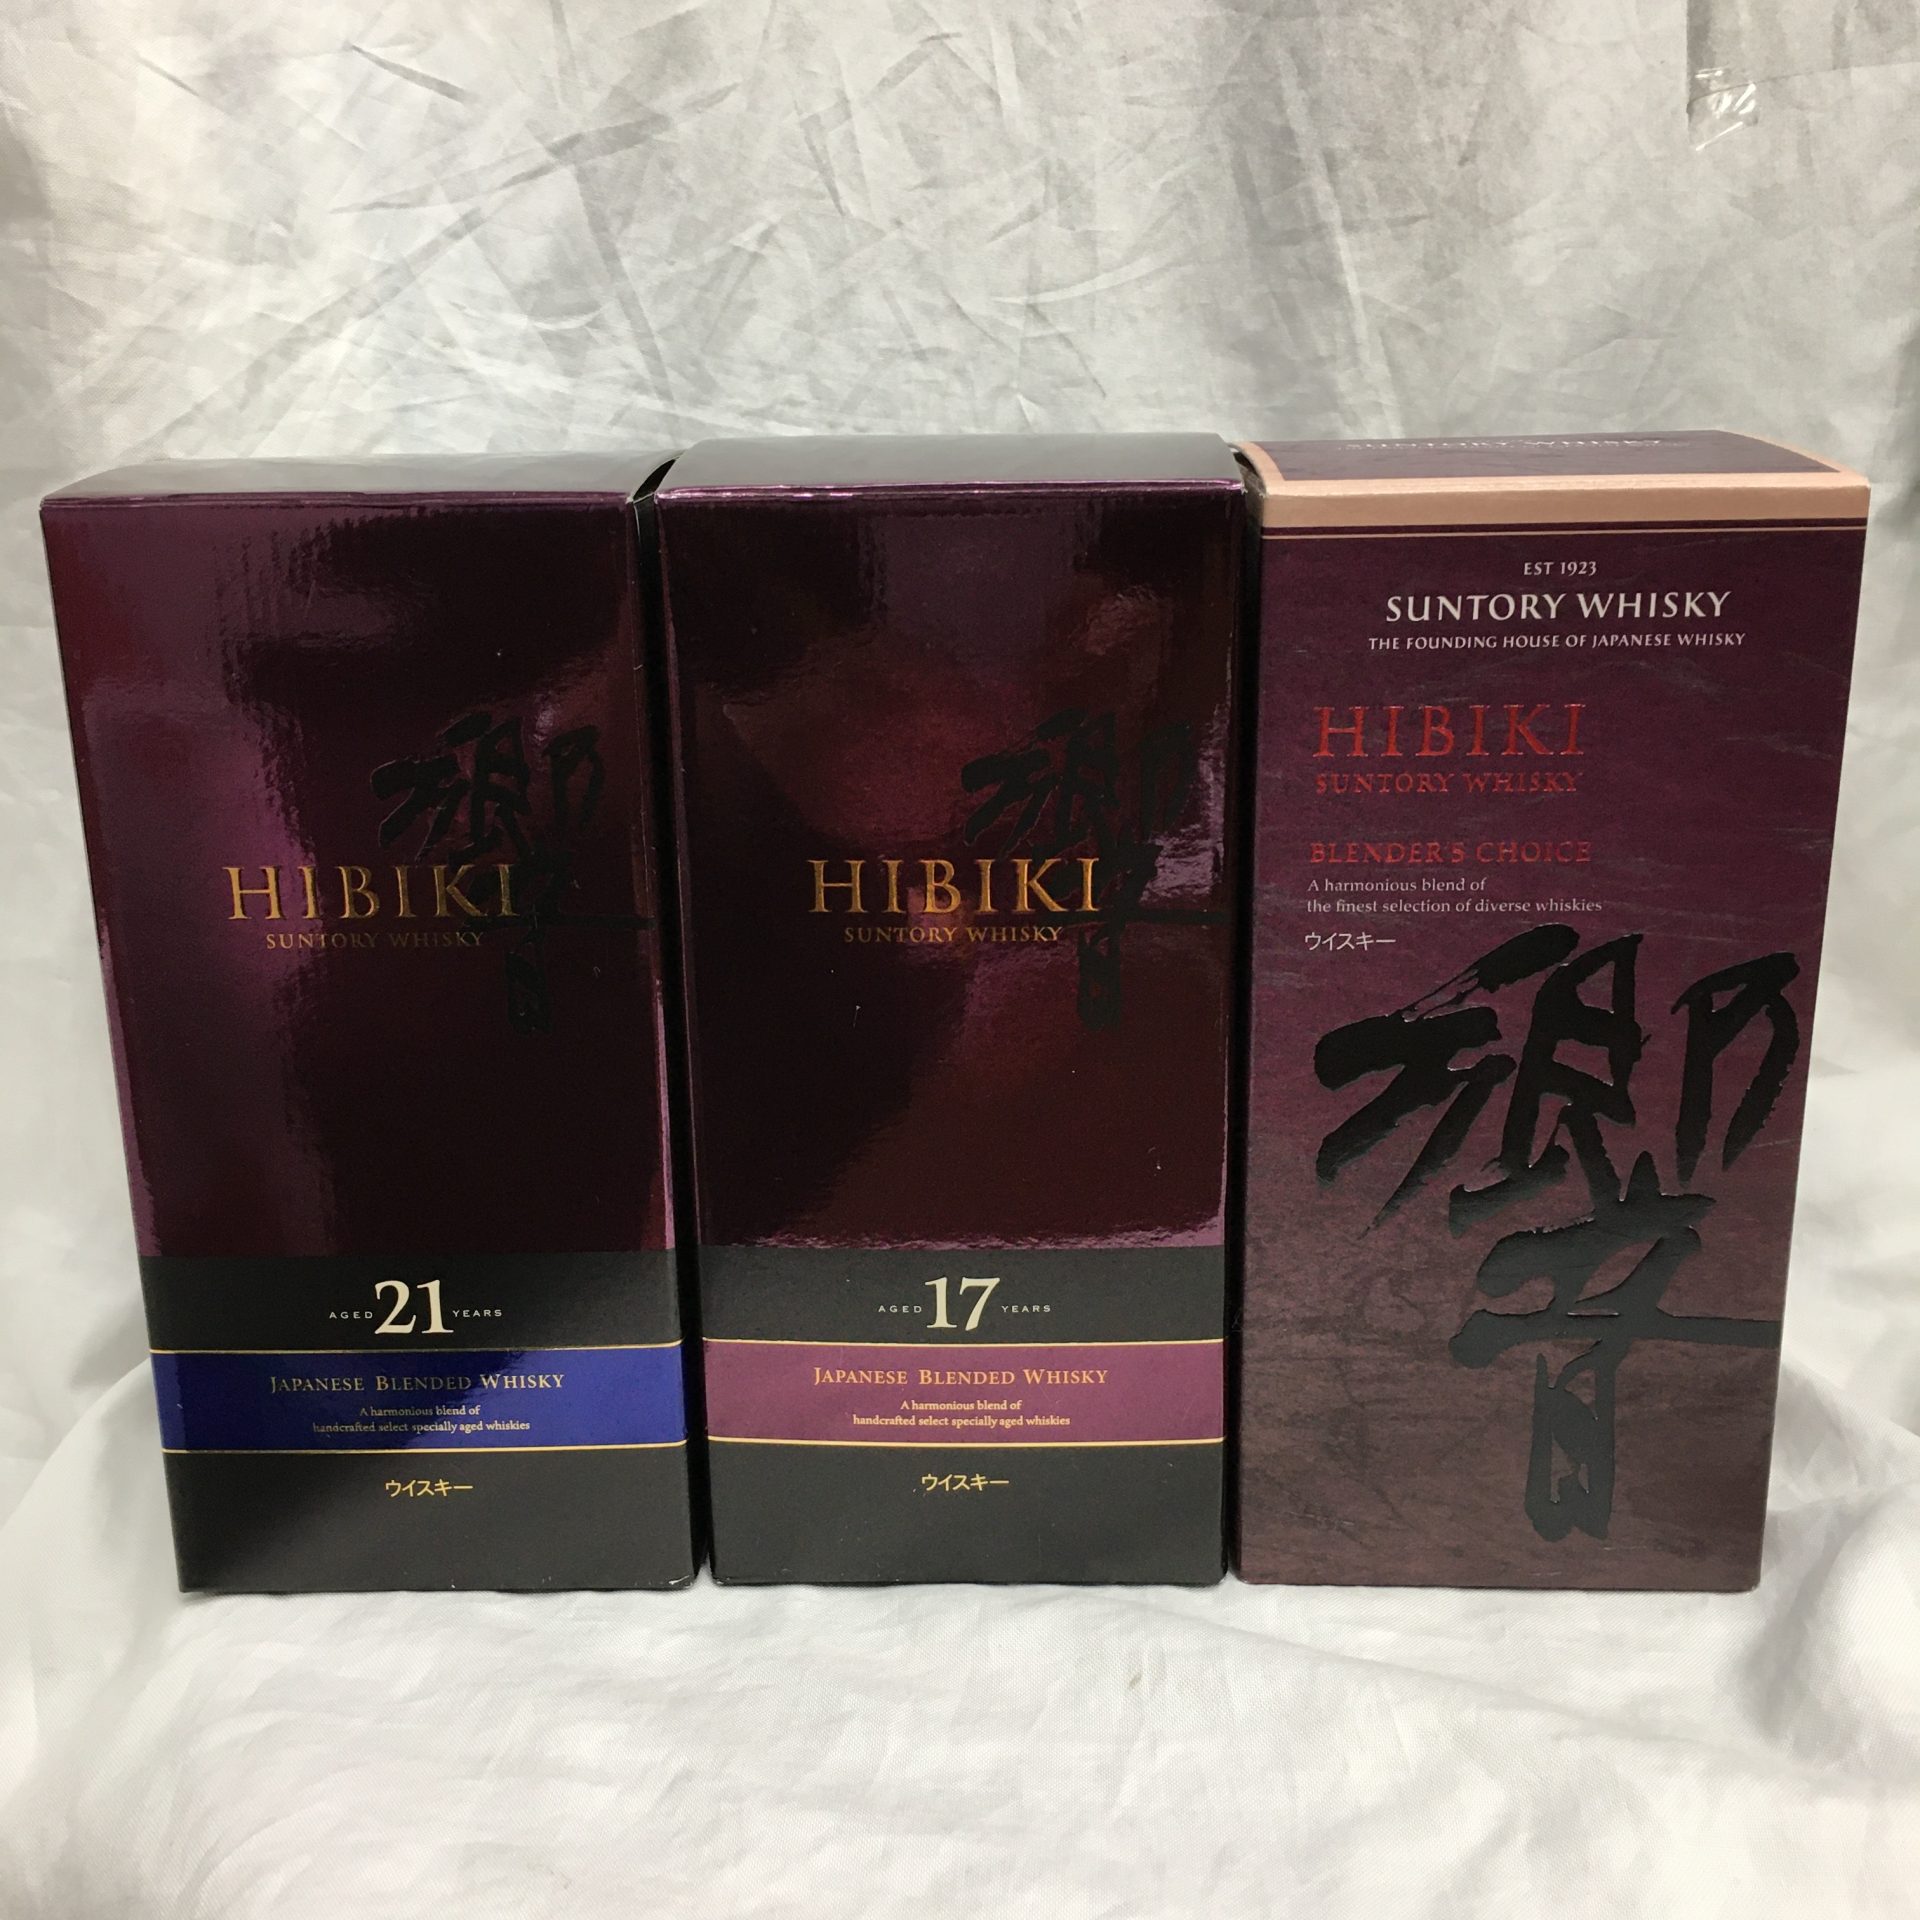 響
HIBIKI
SUNTORY WHISKY
AGED 21 YEARS
JAPANESE BLENDED WHISKY
A harmonious blend of
handcrafted select specially aged whiskies
ウイスキー
響
HIBIKI
SUNTORY WHISKY
AGED 17 YEARS
JAPANESE BLENDED WHISKY
A harmonious blend of
handcrafted select specially aged whiskies
ウイスキー
SUNTORY WHISKY
EST 1923
SUNTORY WHISKY
THE FOUNDING HOUSE OF JAPANESE WHISKY
HIBIKI
SUNTORY WHISKY
BLENDER'S CHOICE
A harmonious blend of
the finest selection of diverse whiskies
ウイスキー
響